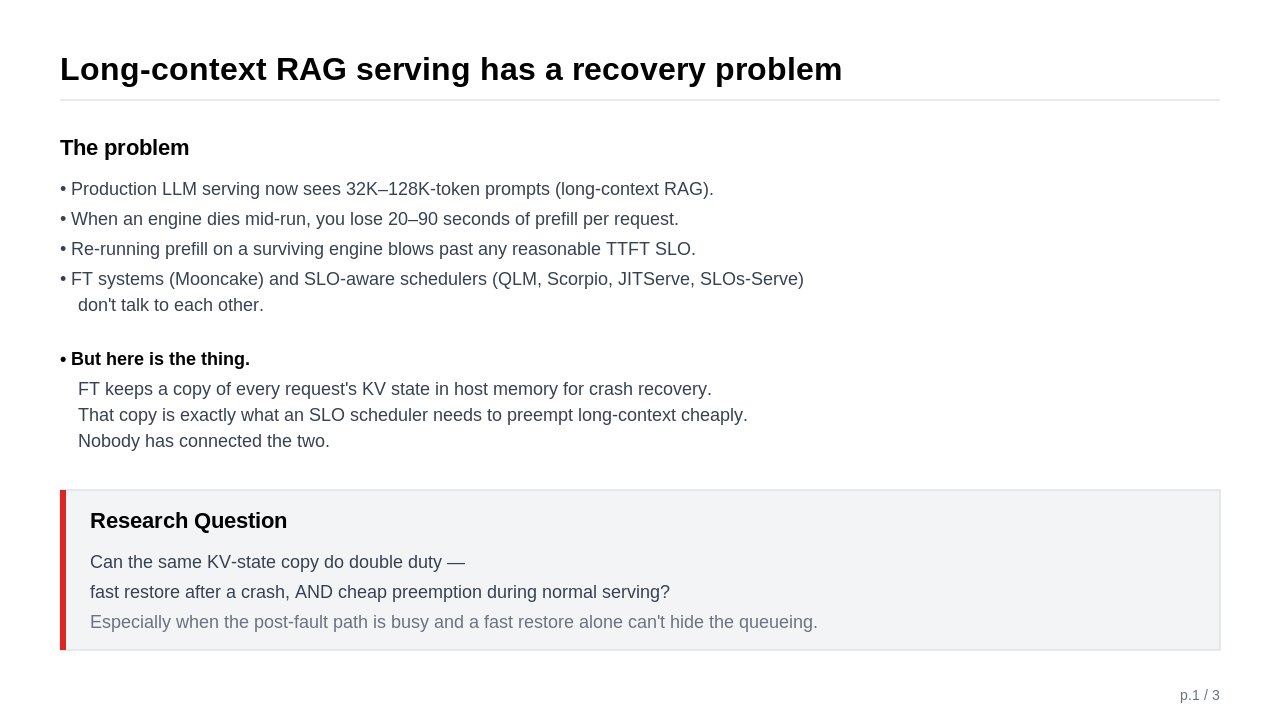 Long-context RAG serving has a recovery problem
The problem
• Production LLM serving now sees 32K–128K-token prompts (long-context RAG).
• When an engine dies mid-run, you lose 20–90 seconds of prefill per request.
• Re-running prefill on a surviving engine blows past any reasonable TTFT SLO.
• FT systems (Mooncake) and SLO-aware schedulers (QLM, Scorpio, JITServe, SLOs-Serve)
don't talk to each other.
• But here is the thing.
FT keeps a copy of every request's KV state in host memory for crash recovery.
That copy is exactly what an SLO scheduler needs to preempt long-context cheaply.
Nobody has connected the two.
Research Question
Can the same KV-state copy do double duty —
fast restore after a crash, AND cheap preemption during normal serving?
Especially when the post-fault path is busy and a fast restore alone can't hide the queueing.
p.1 / 3